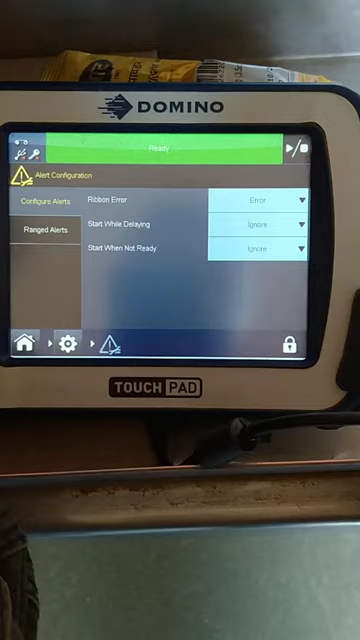 DOMINO
Ready
Alert Configuration
Configure Alerts
Ribbon Error
Error
Start While Delaying
Ignore
Ranged Alerts
Start When Not Ready
Ignore
TOUCH PAD